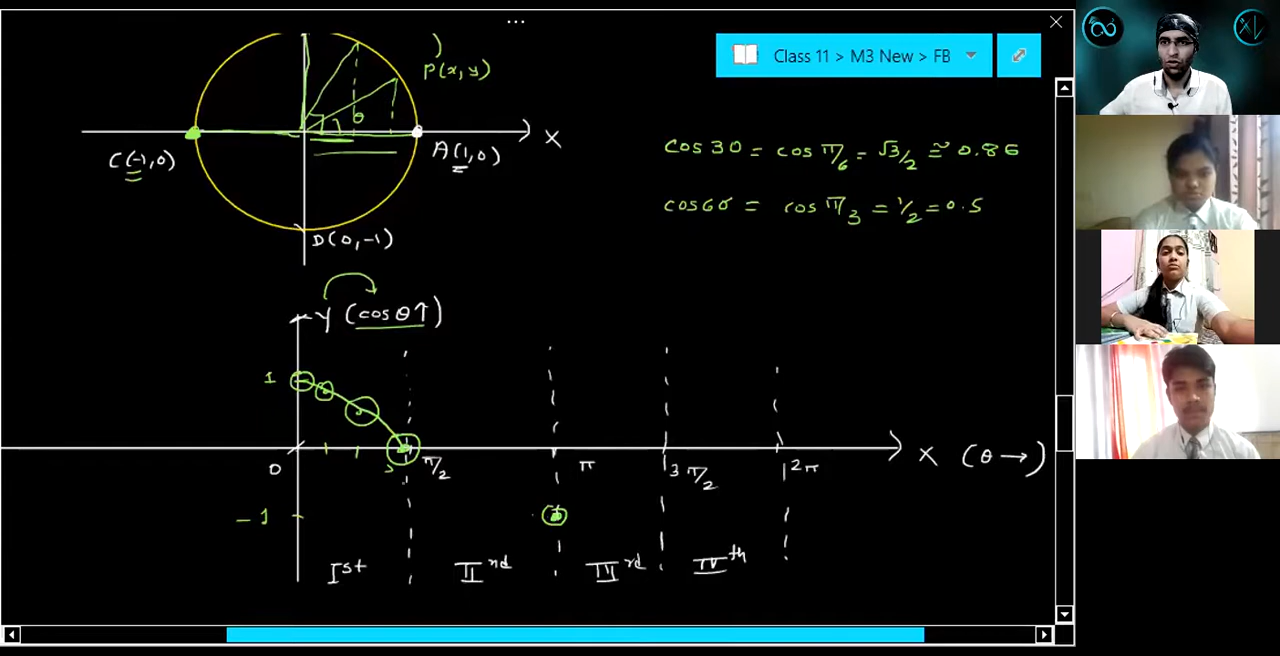 Class 11 > M3 New > FB
P(x, y)
θ
X
C(-1,0)
A(1,0)
D(0,-1)
cos 30 = cos π/6 = √3/2 ≅ 0.86
cos 60 = cos π/3 = 1/2 = 0.5
Y (cos θ↑)
1
0
π/2
π
3π/2
2π
X (θ →)
-1
Ist
IInd
IIIrd
IVth